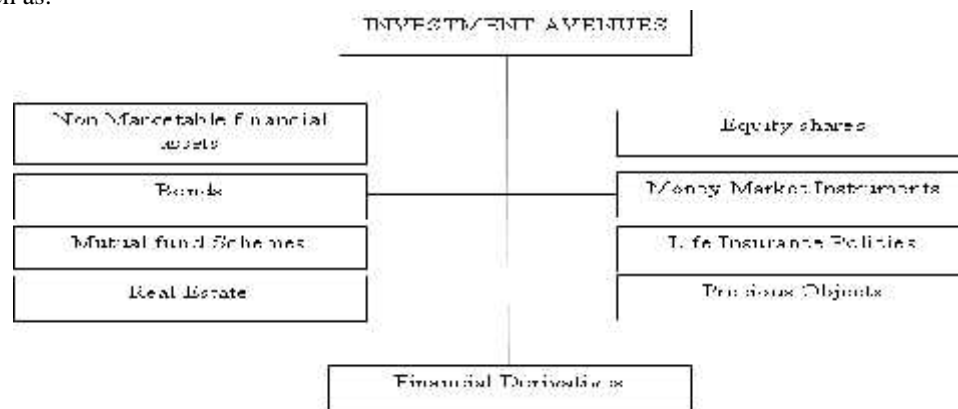 as:
INVESTMENT AVENUES
Non Marketable financial
assets
Equity shares
Bonds
Money Market Instruments
Mutual fund Schemes
Life Insurance Policies
Real Estate
Precious Objects
Financial Derivatives